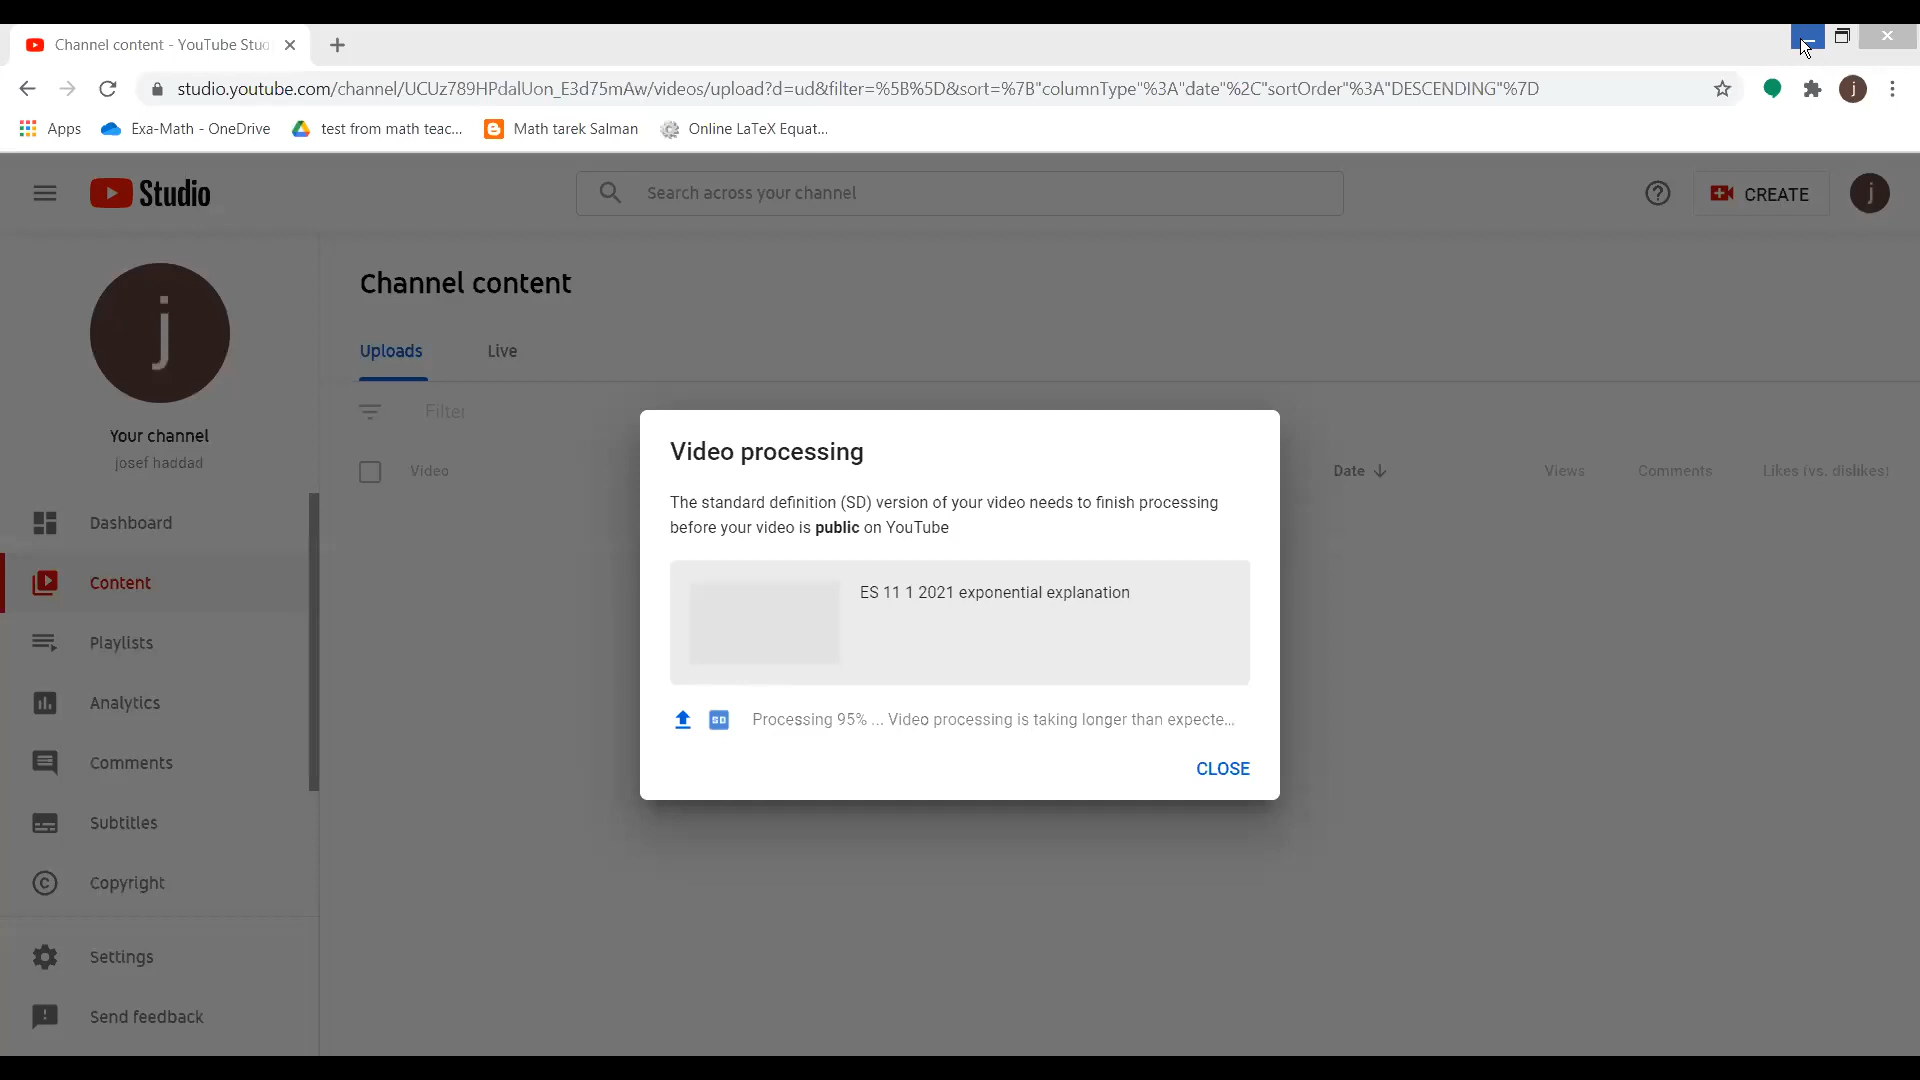 Channel content - YouTube Stud
studio.youtube.com/channel/UCUz789HPdalUon_E3d75mAw/videos/upload?d=ud&filter=%5B%5D&sort=%7B"columnType"%3A"date"%2C"sortOrder"%3A"DESCENDING"%7D
j
Apps
Exa-Math - OneDrive
test from math teac...
Math tarek Salman
Online LaTeX Equat...
Studio
Search across your channel
CREATE
j
j
Your channel
josef haddad
Dashboard
Content
Playlists
Analytics
Comments
Subtitles
Copyright
Settings
Send feedback
Channel content
Uploads
Live
Filter
Video
Date
Views
Comments
Likes (vs. dislikes)
Video processing
The standard definition (SD) version of your video needs to finish processing
before your video is public on YouTube
ES 11 1 2021 exponential explanation
SD
Processing 95% ... Video processing is taking longer than expecte...
CLOSE